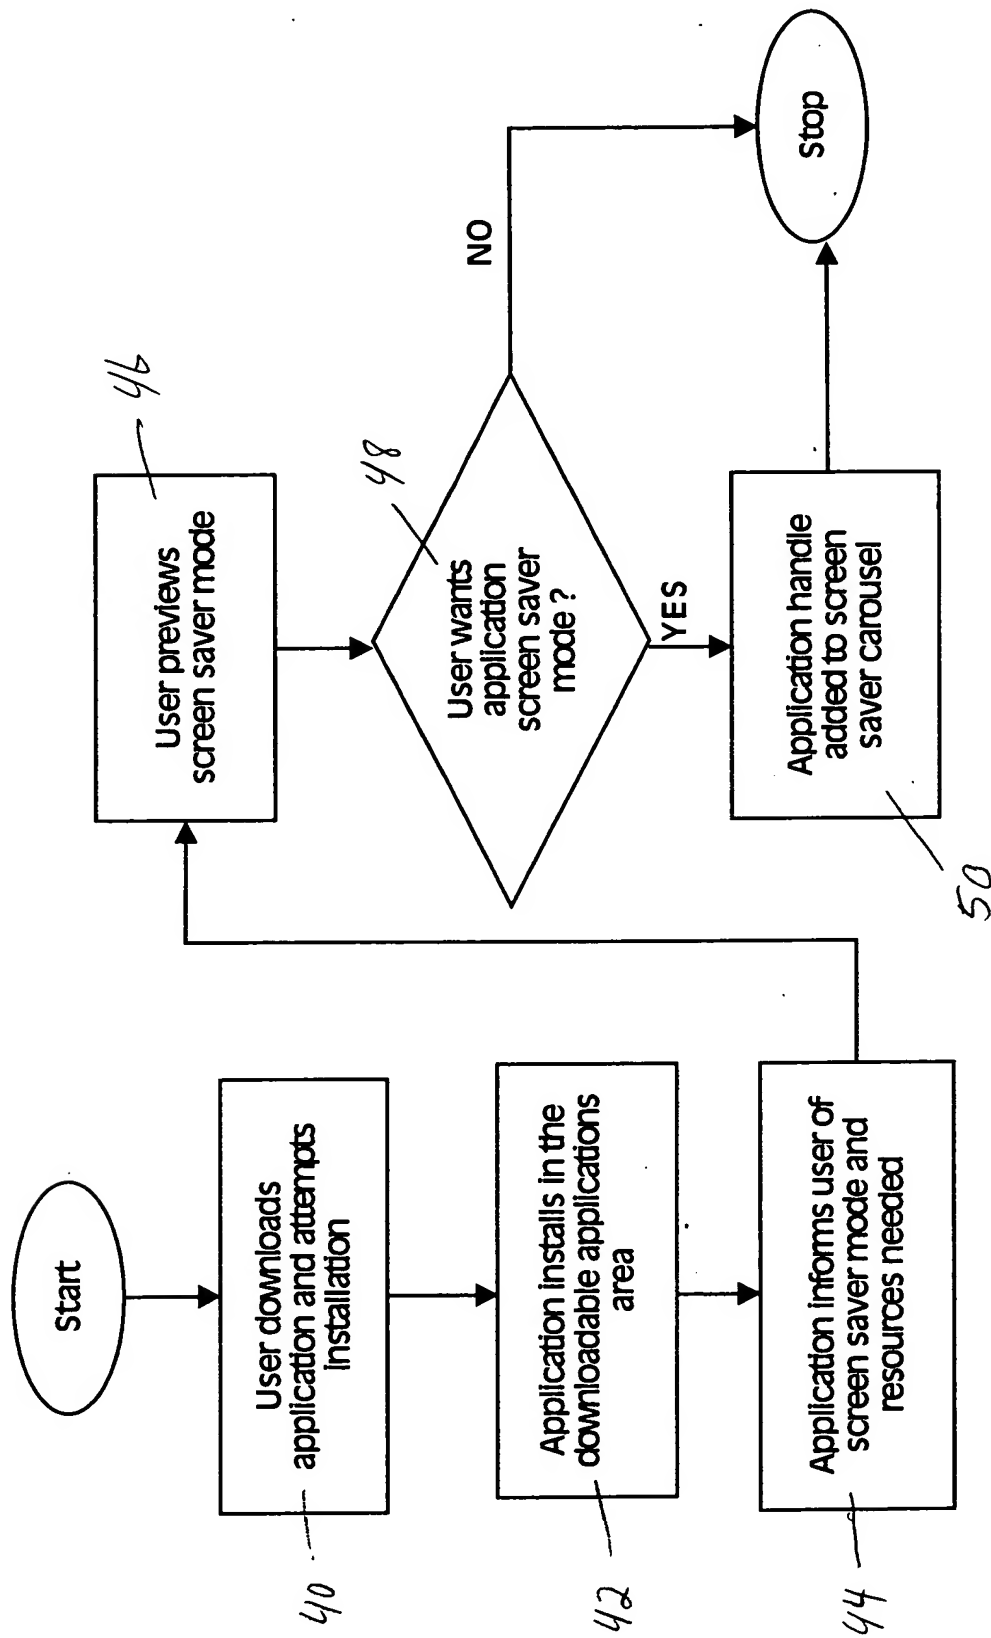 Start
User downloads
application and attempts
installation
40
Application installs in the
downloadable applications
area
42
Application informs user of
screen saver mode and
resources needed
44
User previews
screen saver mode
46
User wants
application
screen saver
mode ?
48
NO
YES
Application handle
added to screen
saver carousel
50
Stop